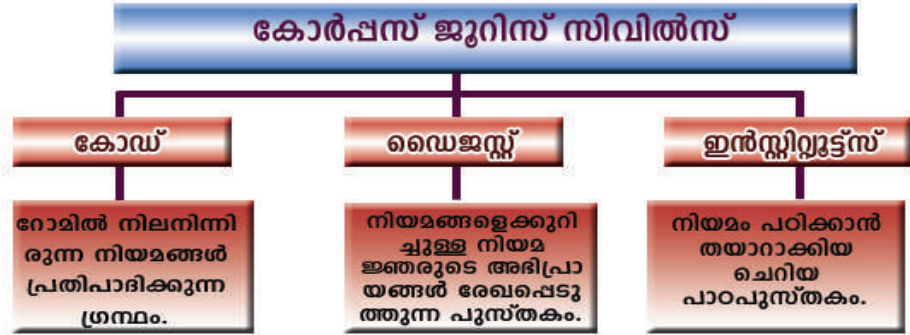 കോർപ്പസ് ജൂറിസ് സിവിൽസ്
കോഡ്
ഡൈജസ്റ്റ്
ഇൻസ്റ്റിറ്റ്യൂട്ട്സ്
റോമിൽ നിലനിന്നി
രുന്ന നിയമങ്ങൾ
പ്രതിപാദിക്കുന്ന
ഗ്രന്ഥം.
നിയമങ്ങളെക്കുറി
ച്ചുള്ള നിയമ
ജ്ഞരുടെ അഭിപ്രാ
യങ്ങൾ രേഖപ്പെടു
ത്തുന്ന പുസ്തകം.
നിയമം പഠിക്കാൻ
തയാറാക്കിയ
ചെറിയ
പാഠപുസ്തകം.